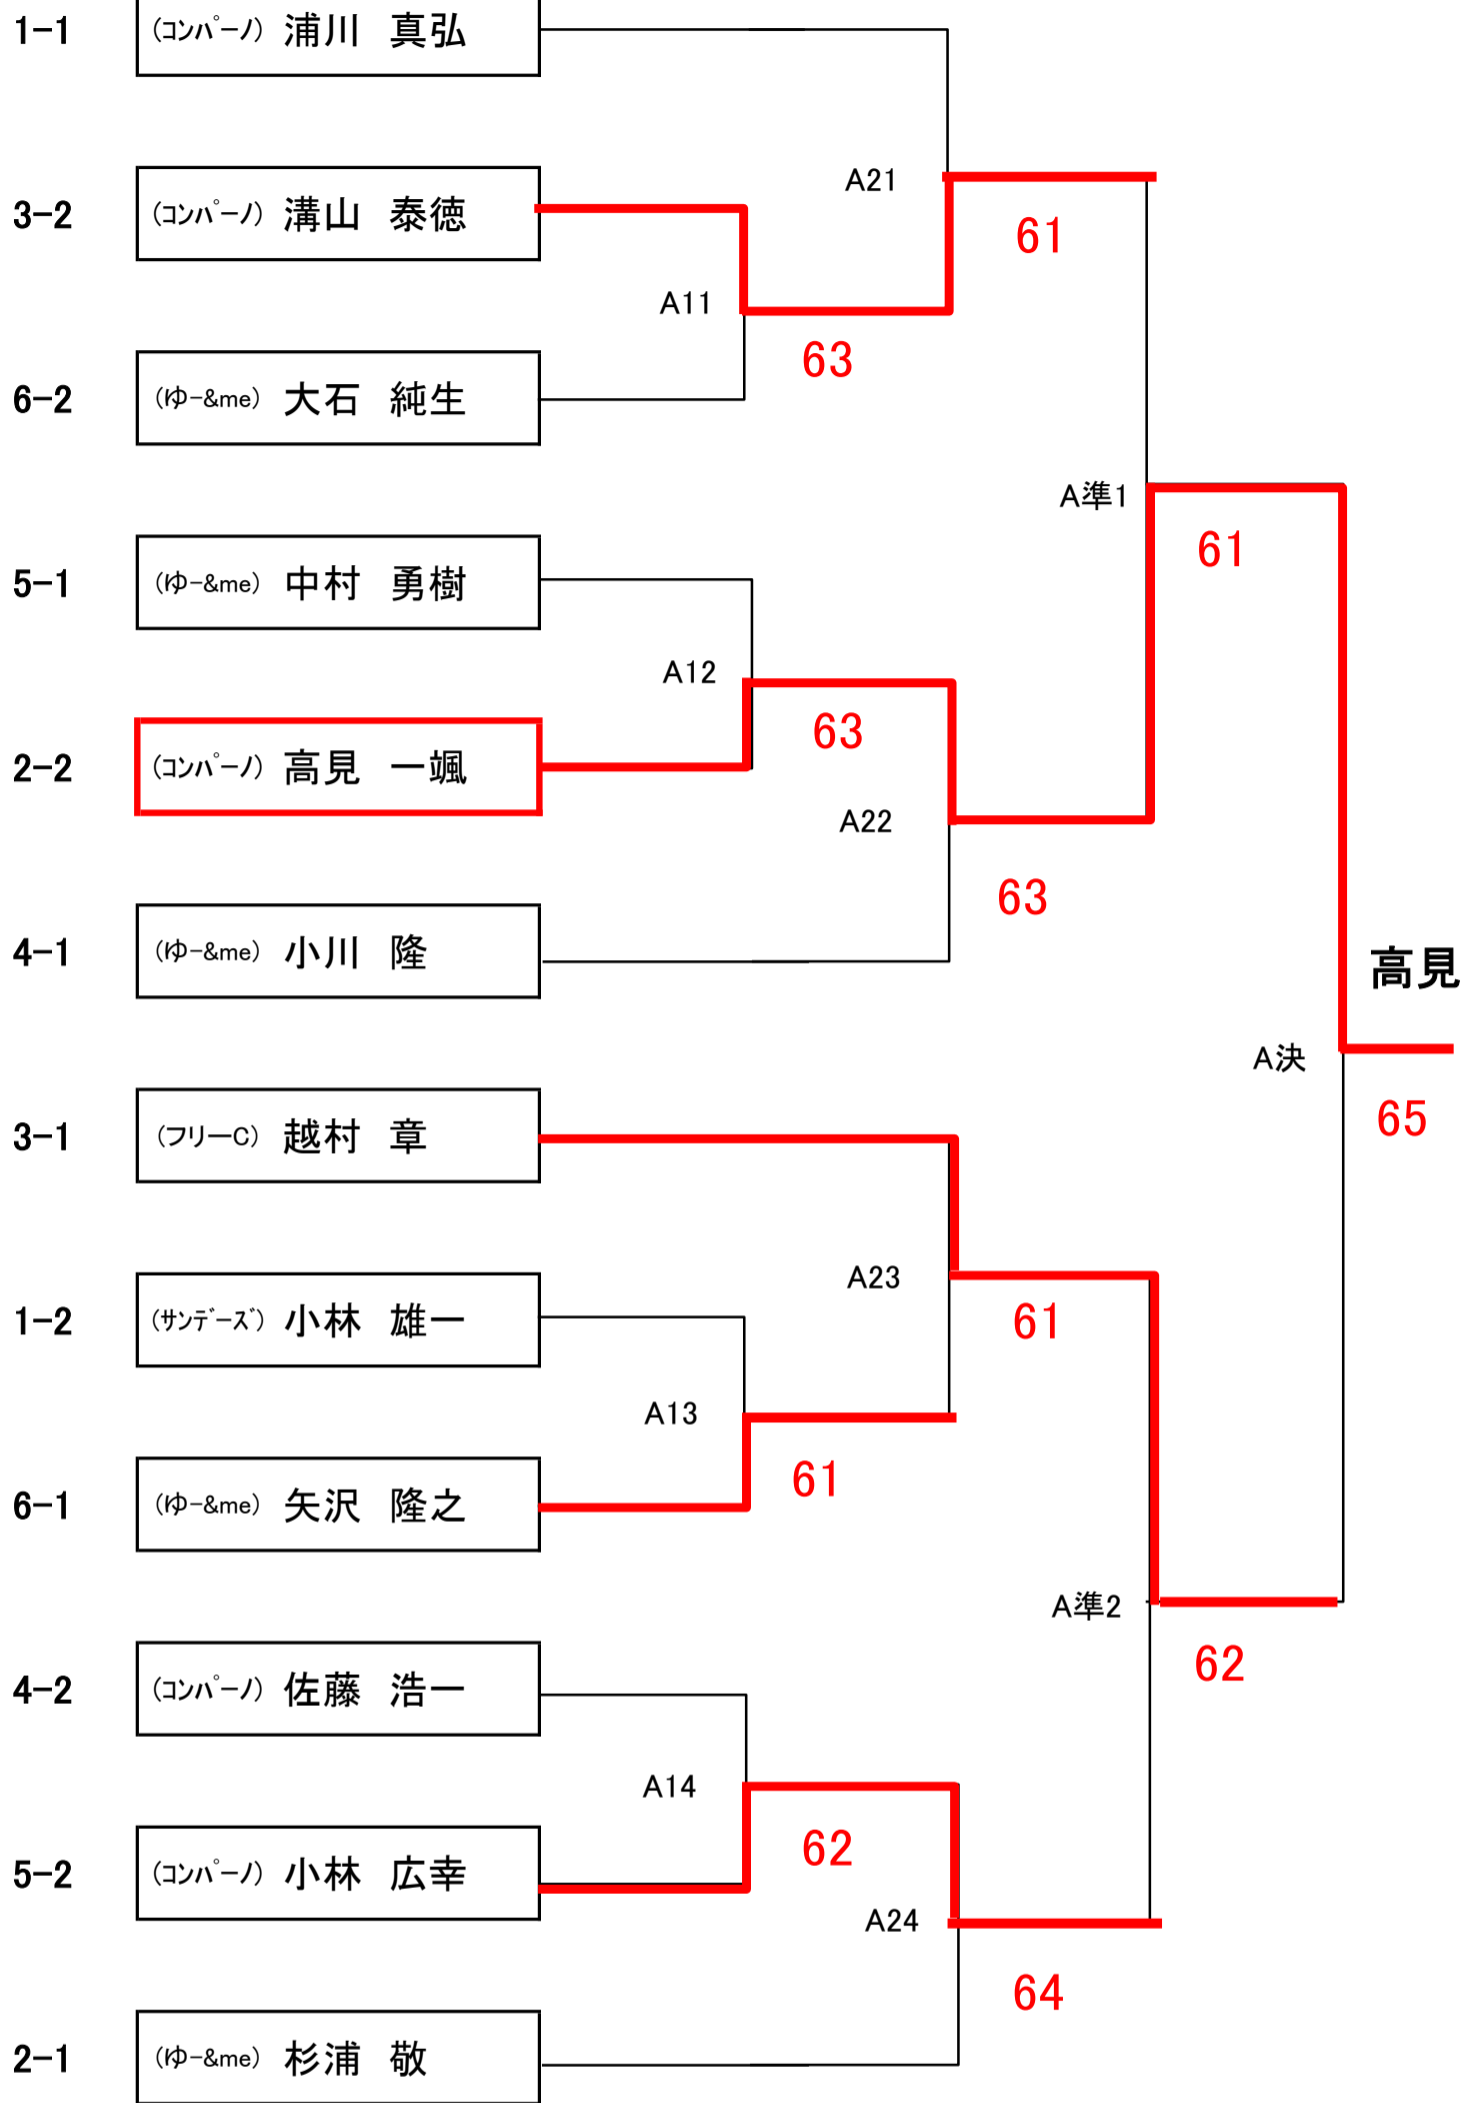 1-1 (コンパーノ) 浦川 真弘
A21
3-2 (コンパーノ) 溝山 泰徳
61
A11
63
6-2 (ゆ-&me) 大石 純生
A準1
61
5-1 (ゆ-&me) 中村 勇樹
A12
63
2-2 (コンパーノ) 高見 一颯
A22
63
4-1 (ゆ-&me) 小川 隆
高見
A決
65
3-1 (フリーC) 越村 章
A23
61
1-2 (サンデーズ) 小林 雄一
A13
61
6-1 (ゆ-&me) 矢沢 隆之
A準2
62
4-2 (コンパーノ) 佐藤 浩一
A14
62
5-2 (コンパーノ) 小林 広幸
A24
64
2-1 (ゆ-&me) 杉浦 敬